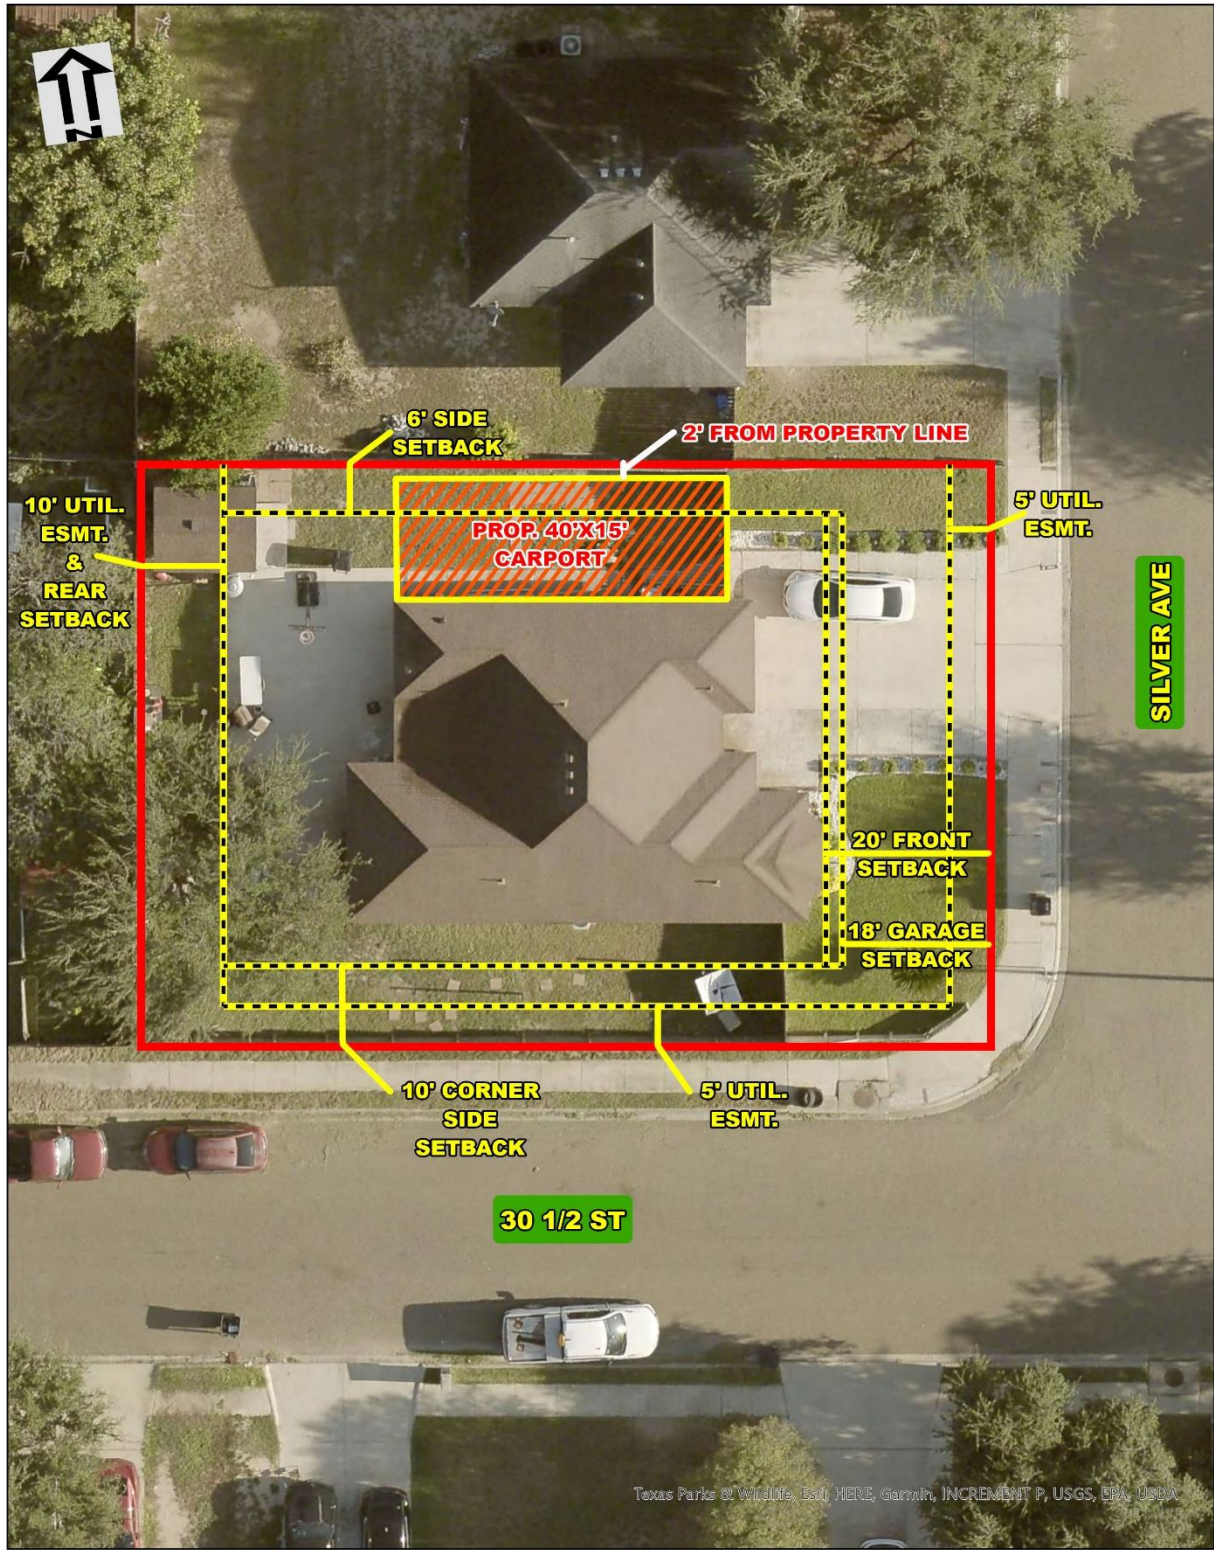 N
6' SIDE
SETBACK
2' FROM PROPERTY LINE
10' UTIL.
ESMT.
&
REAR
SETBACK
5' UTIL.
ESMT.
PROP. 40'X15'
CARPORT
SILVER AVE
20' FRONT
SETBACK
18' GARAGE
SETBACK
10' CORNER
SIDE
SETBACK
5' UTIL.
ESMT.
30 1/2 ST
Texas Parks & Wildlife, Esri, HERE, Garmin, INCREMENT P, USGS, EPA, USDA